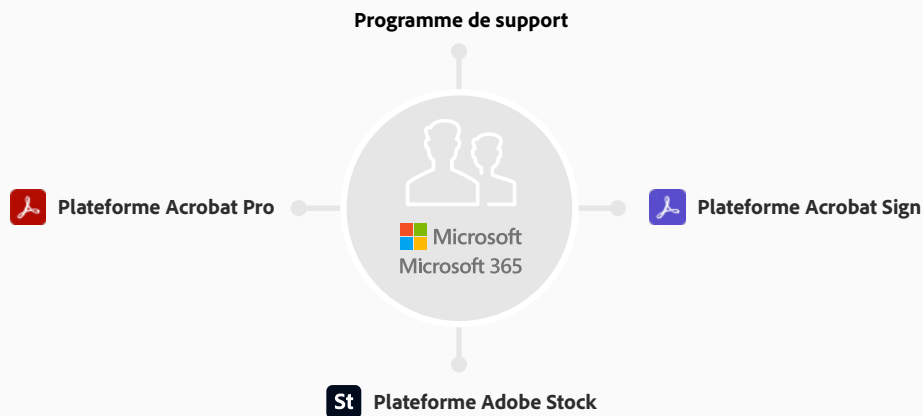 Programme de support
Plateforme Acrobat Pro
Plateforme Acrobat Sign
Microsoft
Microsoft 365
St Plateforme Adobe Stock